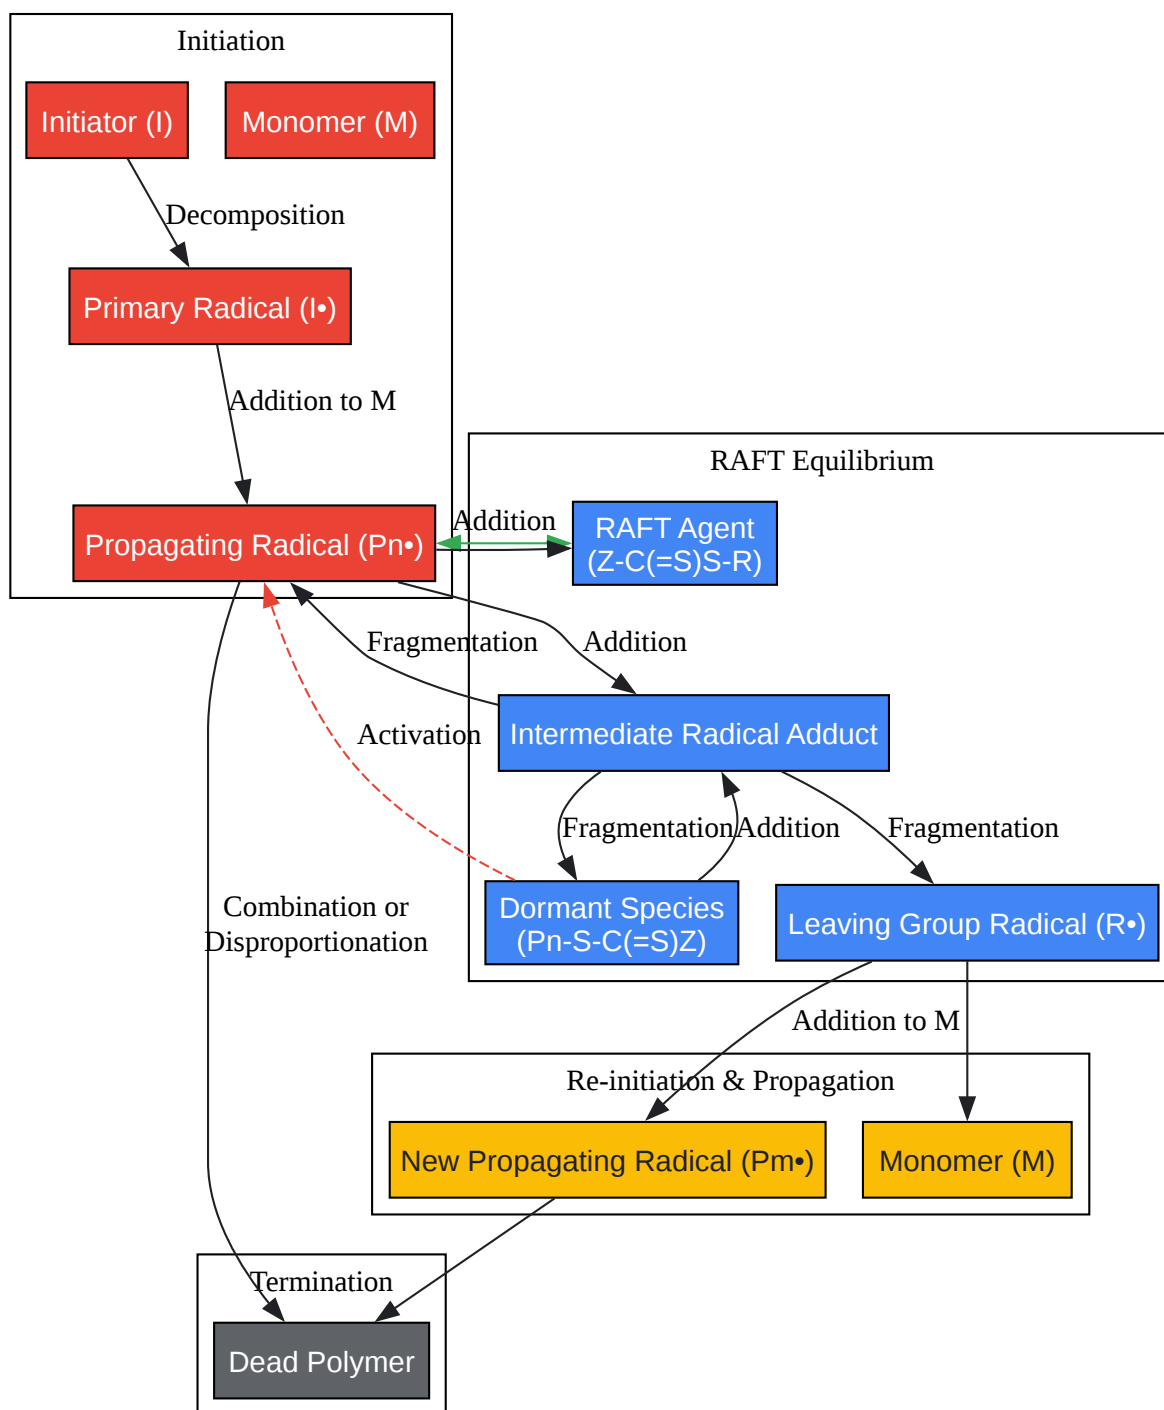 Initiation
Initiator (I)
Monomer (M)
Decomposition
Primary Radical (I•)
Addition to M
RAFT Equilibrium
Propagating Radical (Pn•)
Addition
RAFT Agent
(Z-C(=S)S-R)
Fragmentation
Addition
Activation
Intermediate Radical Adduct
Fragmentation
Addition
Fragmentation
Combination or
Disproportionation
Dormant Species
(Pn-S-C(=S)Z)
Leaving Group Radical (R•)
Addition to M
Re-initiation & Propagation
New Propagating Radical (Pm•)
Monomer (M)
Termination
Dead Polymer